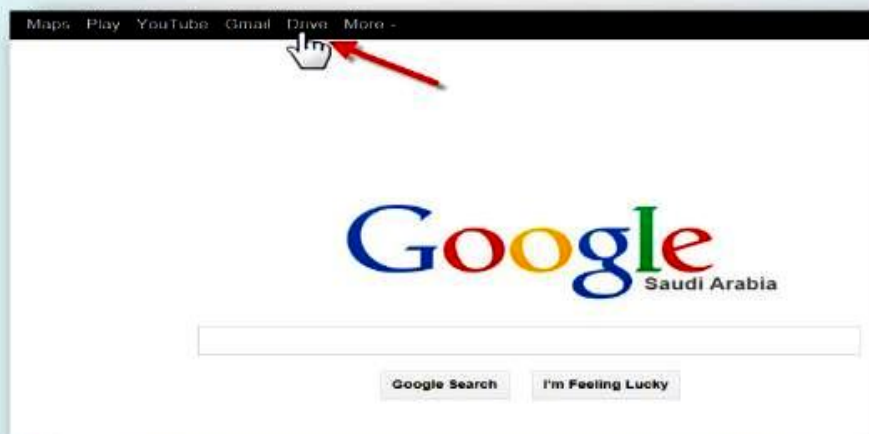 Maps Play YouTube Gmail Drive More -
Google
Saudi Arabia
Google Search I'm Feeling Lucky